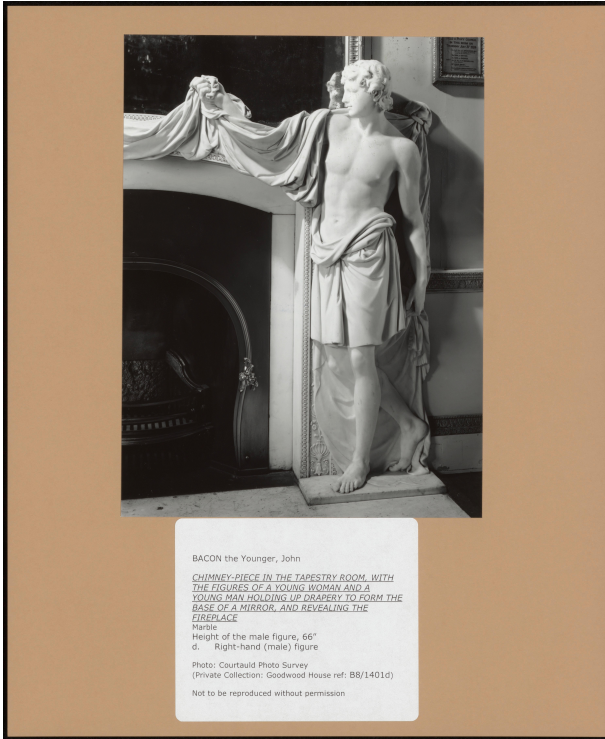 BACON the Younger, John
CHIMNEY-PIECE IN THE TAPESTRY ROOM, WITH
THE FIGURES OF A YOUNG WOMAN AND A
YOUNG MAN HOLDING UP DRAPERY TO FORM THE
BASE OF A MIRROR, AND REVEALING THE
FIREPLACE
Marble
Height of the male figure, 66"
d. Right-hand (male) figure
Photo: Courtauld Photo Survey
(Private Collection: Goodwood House ref: B8/1401d)
Not to be reproduced without permission